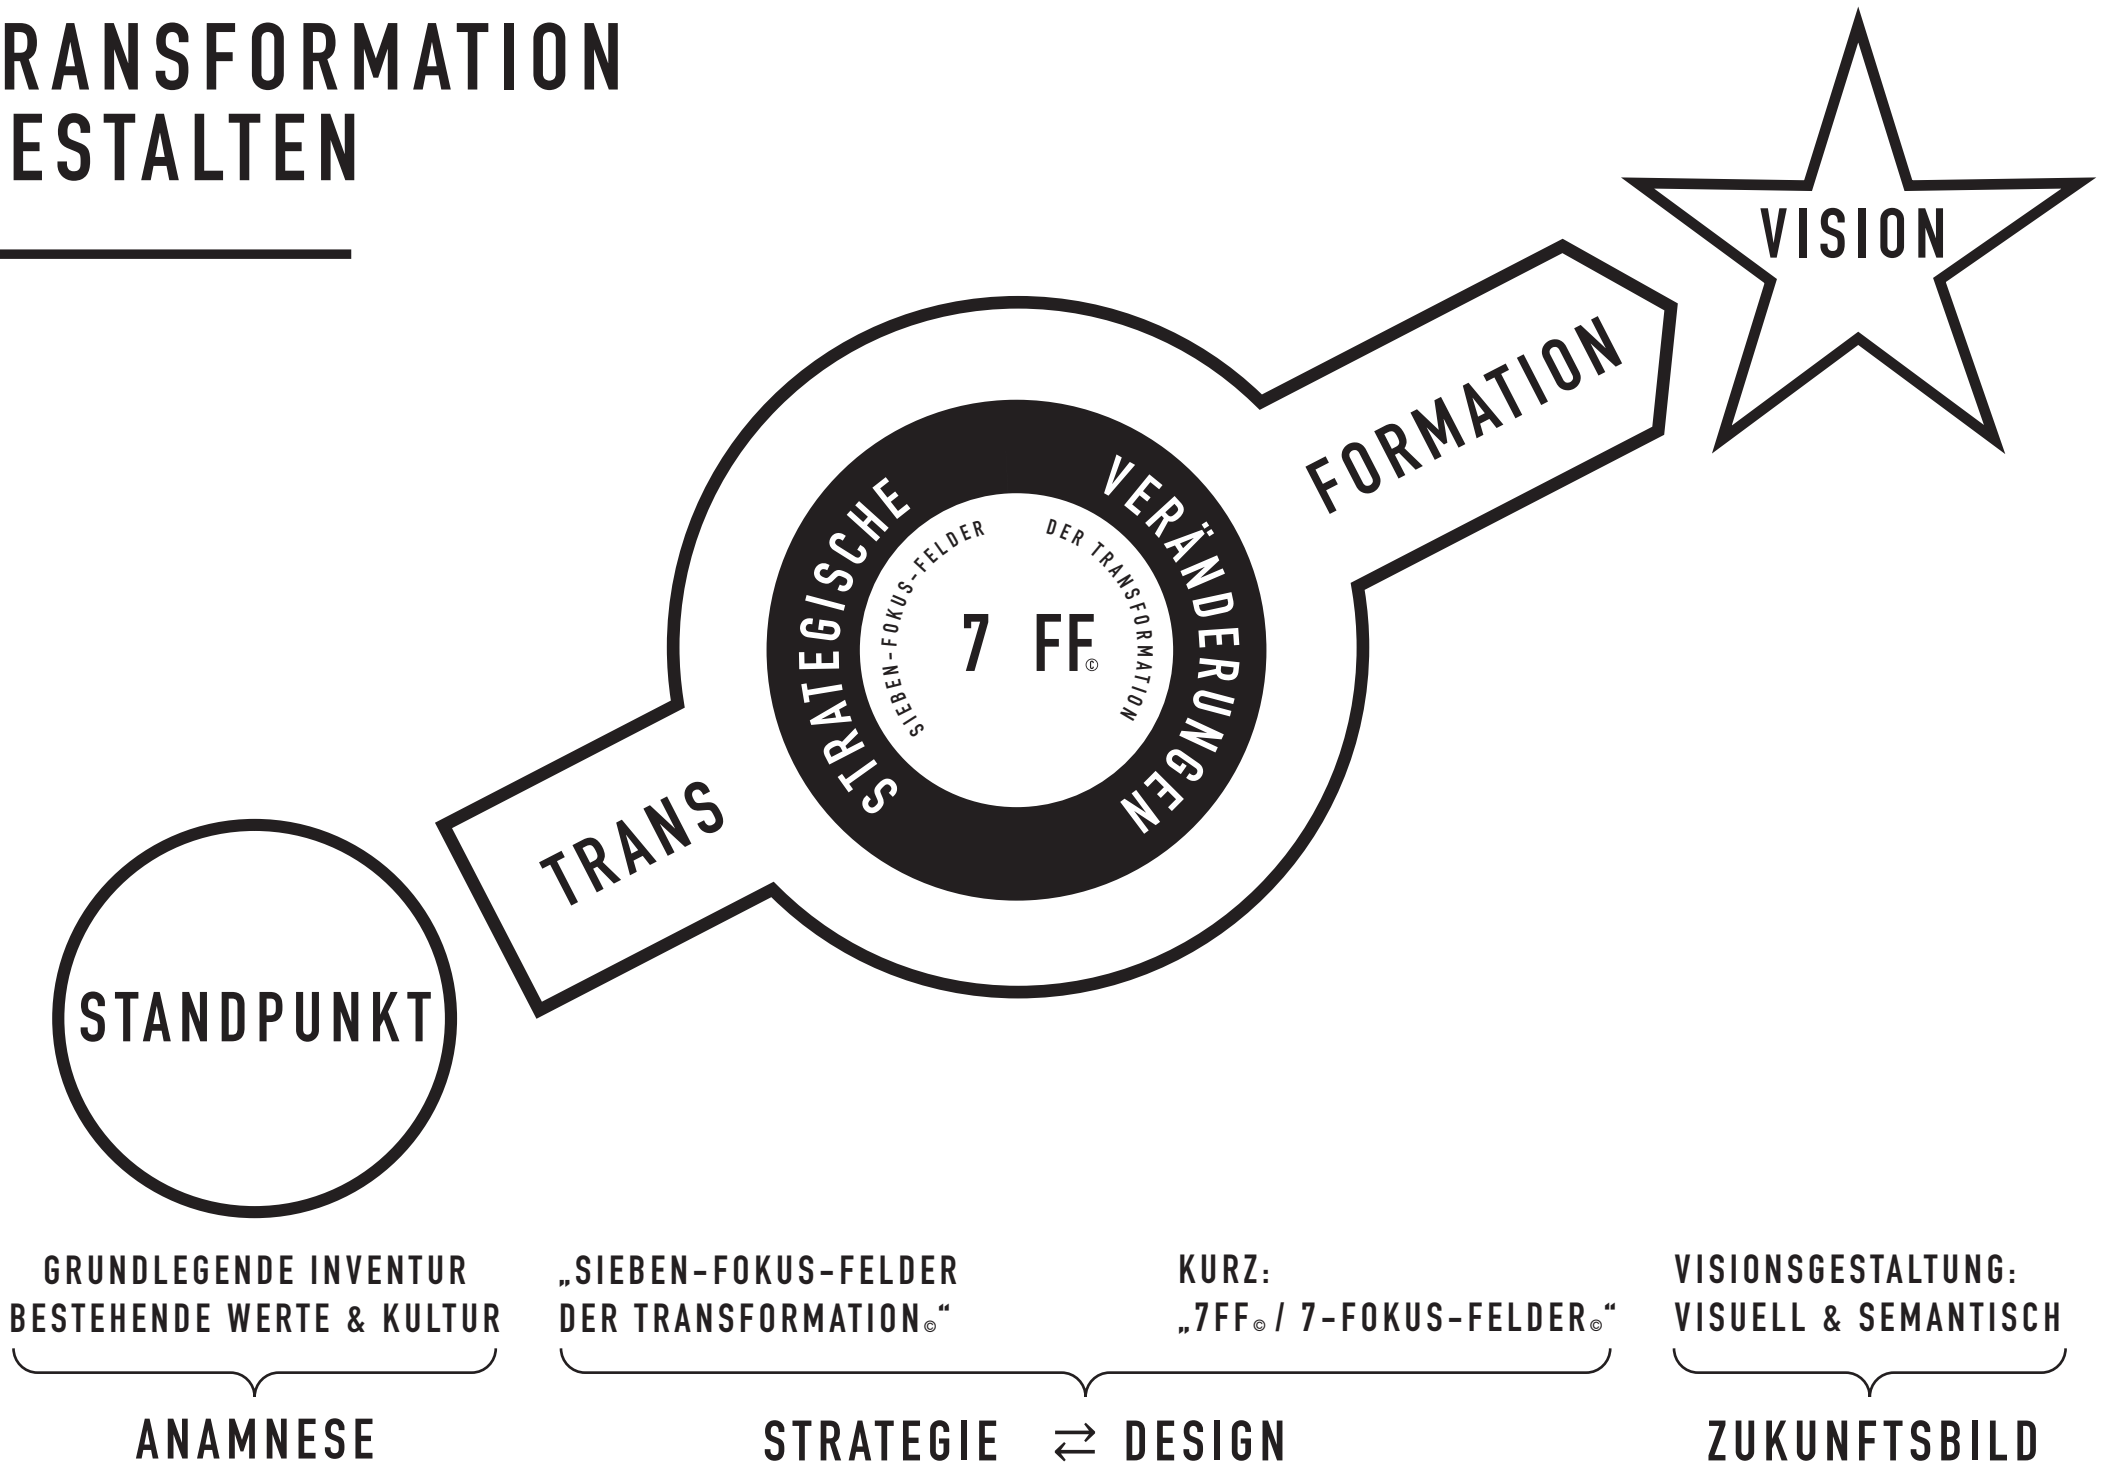 RANSFORMATION
ESTALTEN
VISION
FORMATION
STRATEGISCHE VERÄNDERUNGEN
SIEBEN-FOKUS-FELDER DER TRANSFORMATION
7 FF©
TRANS
STANDPUNKT
GRUNDLEGENDE INVENTUR
BESTEHENDE WERTE & KULTUR
ANAMNESE
„SIEBEN-FOKUS-FELDER
DER TRANSFORMATION©“
KURZ:
„7FF© / 7-FOKUS-FELDER©“
STRATEGIE ⇄ DESIGN
VISIONSGESTALTUNG:
VISUELL & SEMANTISCH
ZUKUNFTSBILD